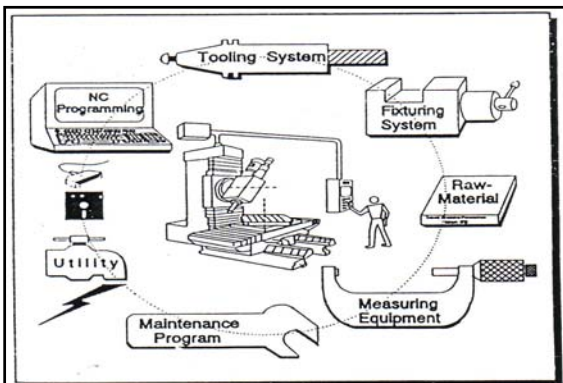 Tooling System
NC
Programming
Fixturing
System
Raw-
Material
Utility
Measuring
Equipment
Maintenance
Program